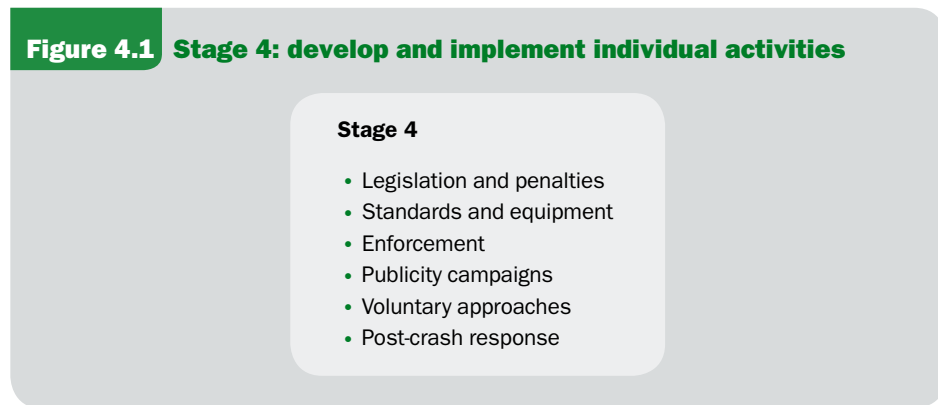 Figure 4.1 Stage 4: develop and implement individual activities
Stage 4
• Legislation and penalties
• Standards and equipment
• Enforcement
• Publicity campaigns
• Voluntary approaches
• Post-crash response